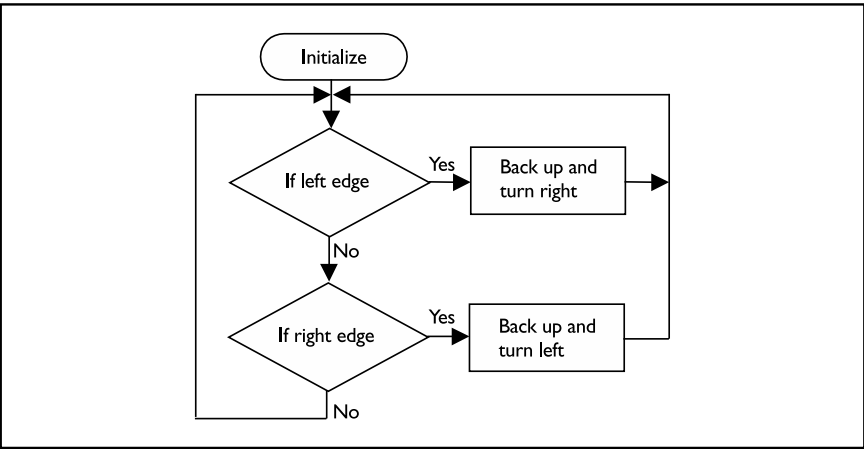 Initialize
If left edge
Yes
Back up and
turn right
No
If right edge
Yes
Back up and
turn left
No